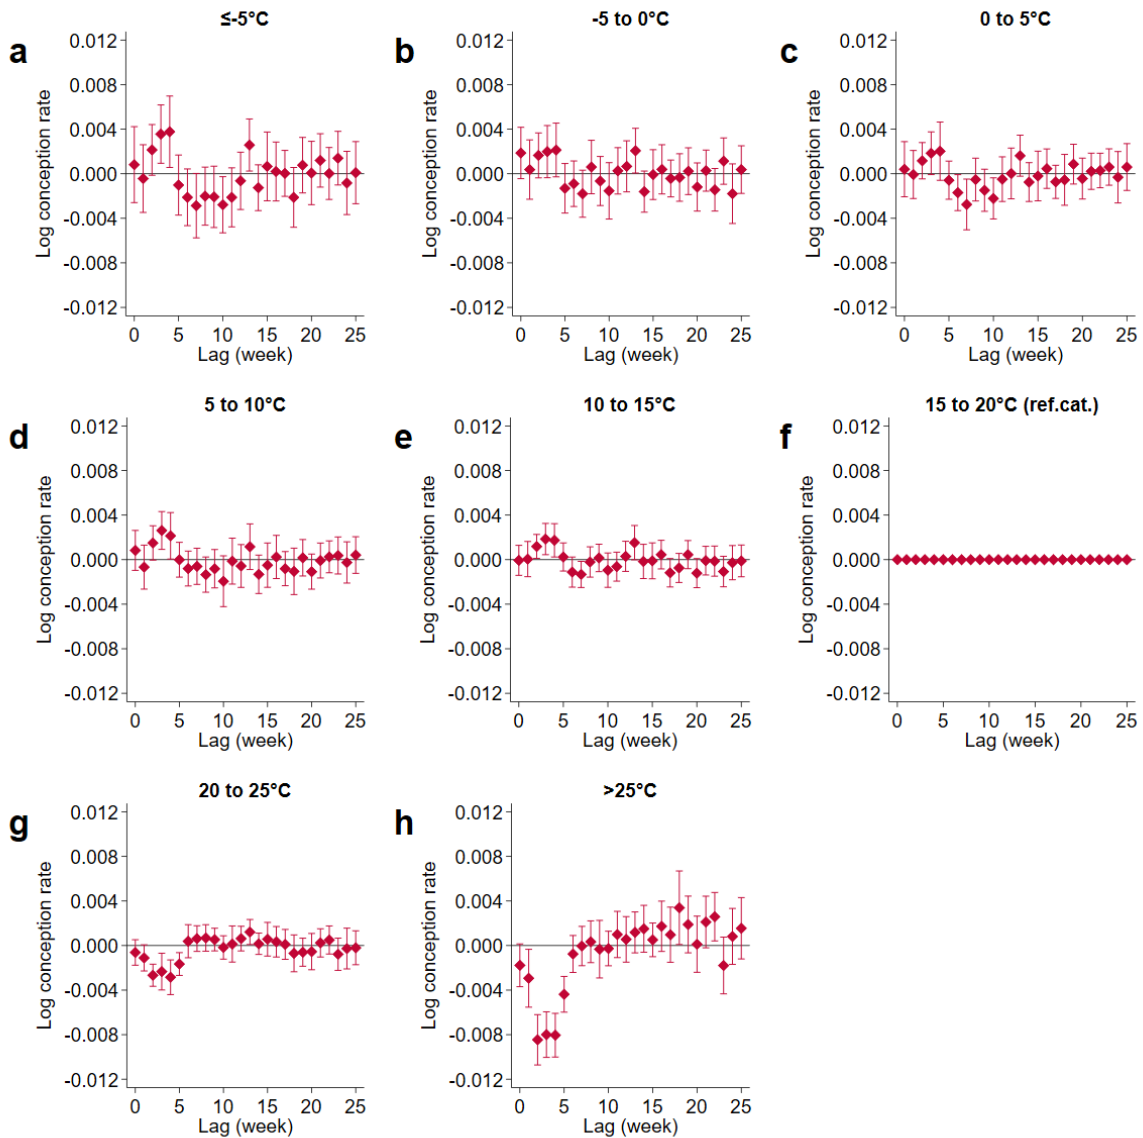 ≤-5°C
a
Log conception rate
0.012
0.008
0.004
0.000
-0.004
-0.008
-0.012
0 5 10 15 20 25
Lag (week)
-5 to 0°C
b
Log conception rate
0.012
0.008
0.004
0.000
-0.004
-0.008
-0.012
0 5 10 15 20 25
Lag (week)
0 to 5°C
c
Log conception rate
0.012
0.008
0.004
0.000
-0.004
-0.008
-0.012
0 5 10 15 20 25
Lag (week)
5 to 10°C
d
Log conception rate
0.012
0.008
0.004
0.000
-0.004
-0.008
-0.012
0 5 10 15 20 25
Lag (week)
10 to 15°C
e
Log conception rate
0.012
0.008
0.004
0.000
-0.004
-0.008
-0.012
0 5 10 15 20 25
Lag (week)
15 to 20°C (ref.cat.)
f
Log conception rate
0.012
0.008
0.004
0.000
-0.004
-0.008
-0.012
0 5 10 15 20 25
Lag (week)
20 to 25°C
g
Log conception rate
0.012
0.008
0.004
0.000
-0.004
-0.008
-0.012
0 5 10 15 20 25
Lag (week)
>25°C
h
Log conception rate
0.012
0.008
0.004
0.000
-0.004
-0.008
-0.012
0 5 10 15 20 25
Lag (week)